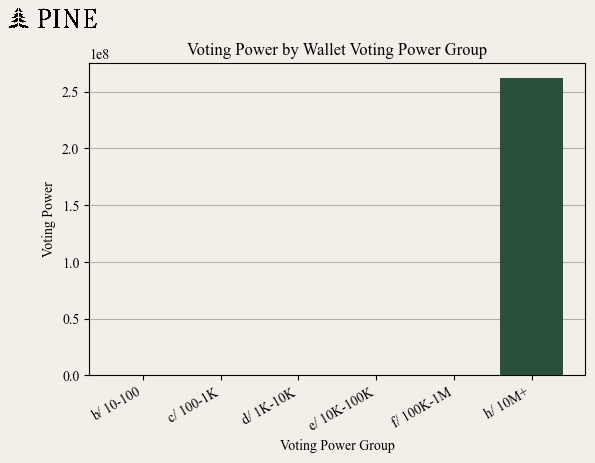 PINE
Voting Power by Wallet Voting Power Group
1e8
2.5
2.0
1.5
1.0
0.5
0.0
Voting Power
b/ 10-100
c/ 100-1K
d/ 1K-10K
e/ 10K-100K
f/ 100K-1M
h/ 10M+
Voting Power Group